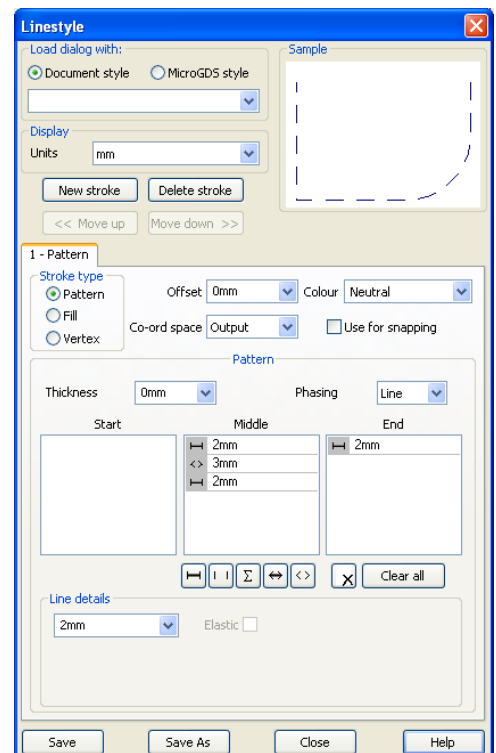 Linestyle
Load dialog with:
Document style MicroGDS style
Sample
Display
Units mm
New stroke Delete stroke
<< Move up Move down >>
1 - Pattern
Stroke type
Pattern
Fill
Vertex
Offset 0mm Colour Neutral
Co-ord space Output Use for snapping
Pattern
Thickness 0mm Phasing Line
Start Middle End
2mm 2mm
<> 3mm
2mm
Σ <> X Clear all
Line details
2mm Elastic
Save Save As Close Help